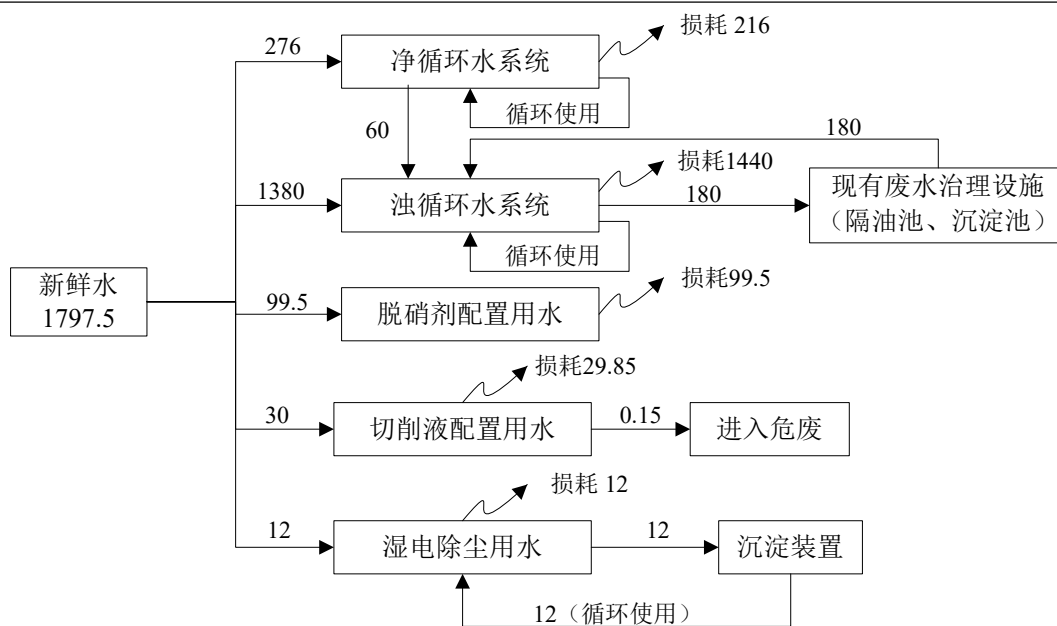 276
净循环水系统
损耗 216
循环使用
60
180
1380
浊循环水系统
损耗1440
180
现有废水治理设施
（隔油池、沉淀池）
循环使用
新鲜水
1797.5
99.5
脱硝剂配置用水
损耗99.5
损耗29.85
30
切削液配置用水
0.15
进入危废
损耗 12
12
湿电除尘用水
12
沉淀装置
12（循环使用）